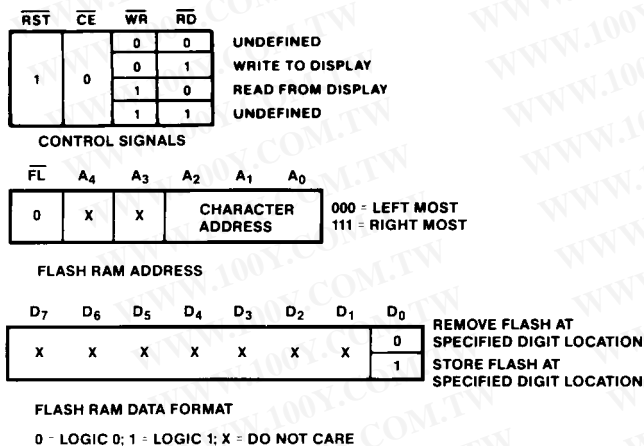 RST CE WR RD
1 0 0 0 UNDEFINED
0 1 WRITE TO DISPLAY
1 0 READ FROM DISPLAY
1 1 UNDEFINED
CONTROL SIGNALS
FL A4 A3 A2 A1 A0
0 X X CHARACTER ADDRESS 000 = LEFT MOST
111 = RIGHT MOST
FLASH RAM ADDRESS
D7 D6 D5 D4 D3 D2 D1 D0
X X X X X X X 0 REMOVE FLASH AT
SPECIFIED DIGIT LOCATION
1 STORE FLASH AT
SPECIFIED DIGIT LOCATION
FLASH RAM DATA FORMAT
0 = LOGIC 0; 1 = LOGIC 1; X = DO NOT CARE
WWW.100Y.COM.TW